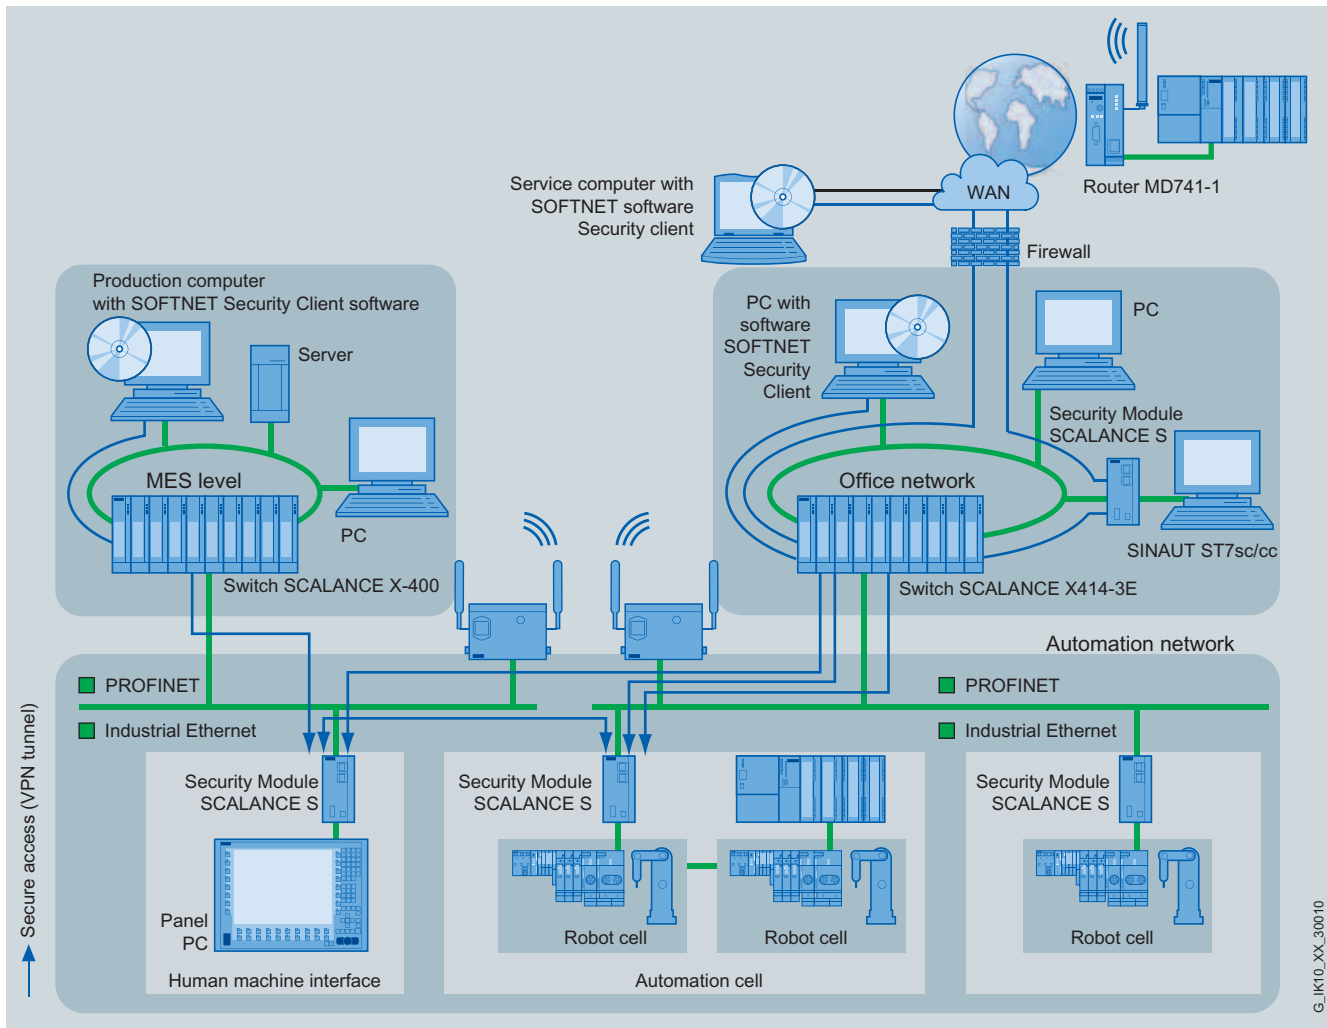 WAN
Router MD741-1
Service computer with
SOFTNET software
Security client
Firewall
Production computer
with SOFTNET Security Client software
Server
MES level
PC
Switch SCALANCE X-400
PC with
software
SOFTNET
Security
Client
PC
Security Module
SCALANCE S
Office network
SINAUT ST7sc/cc
Switch SCALANCE X414-3E
Automation network
PROFINET
Industrial Ethernet
PROFINET
Industrial Ethernet
Security Module
SCALANCE S
Panel
PC
Human machine interface
Security Module
SCALANCE S
Robot cell
Robot cell
Automation cell
Security Module
SCALANCE S
Robot cell
Secure access (VPN tunnel)
G_IK10_XX_30010